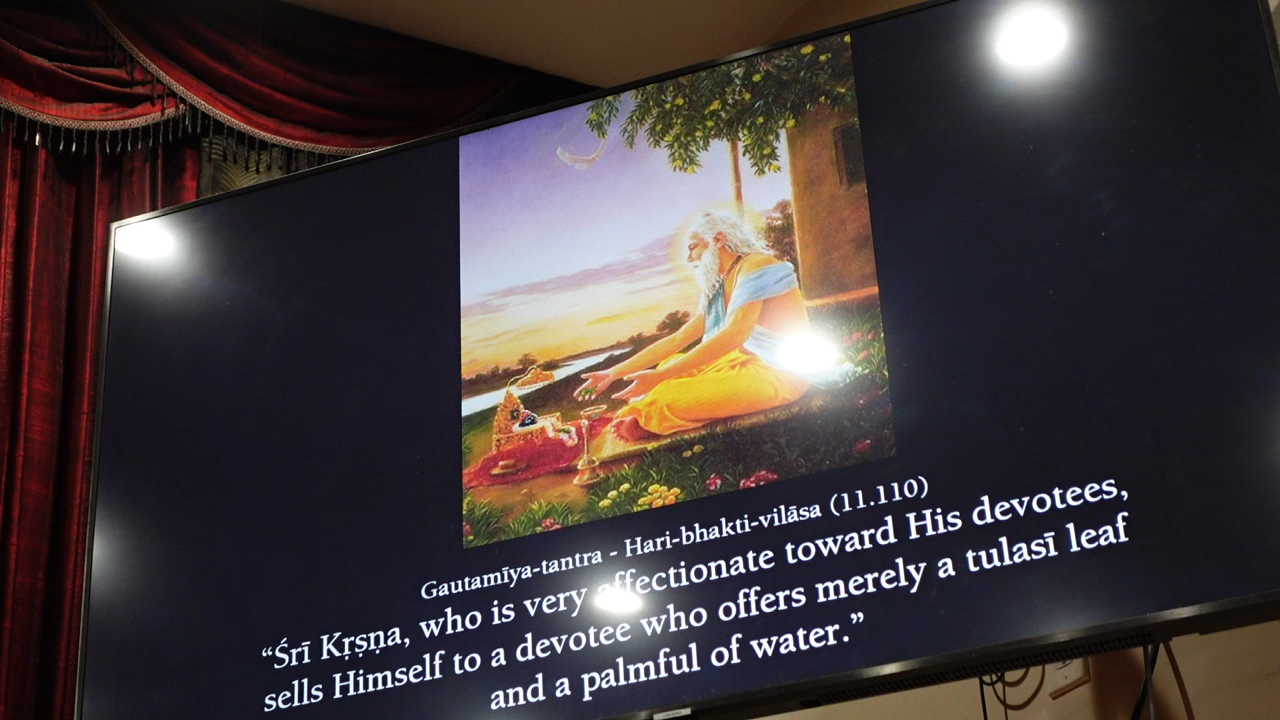 Gautamīya-tantra - Hari-bhakti-vilāsa (11.110)
“Śrī Kṛṣṇa, who is very affectionate toward His devotees,
sells Himself to a devotee who offers merely a tulasī leaf
and a palmful of water.”